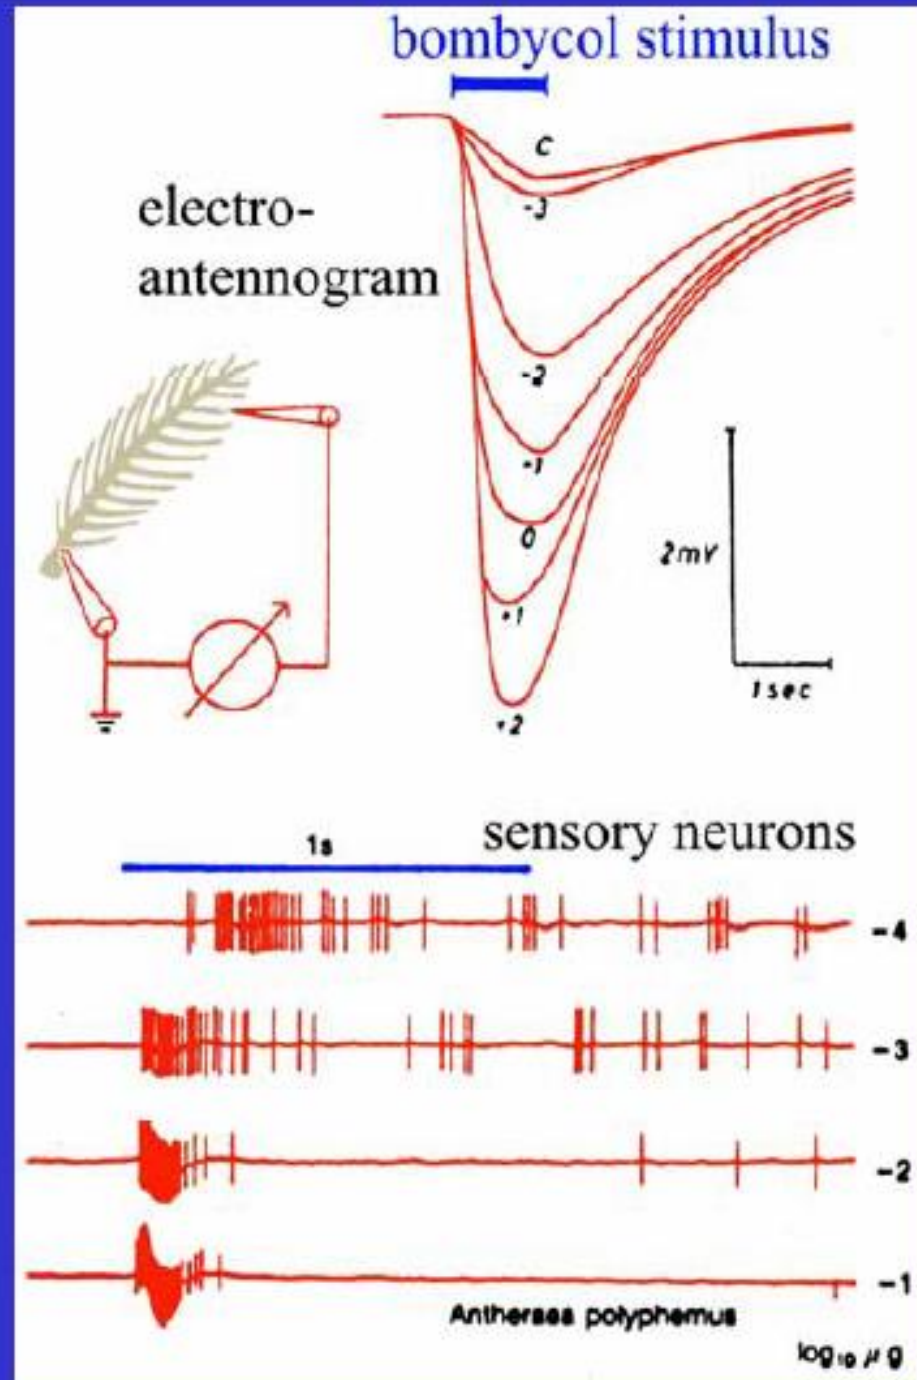 bombycol stimulus
C
-3
electro-
antennogram
-2
-1
0
2mV
+1
1sec
+2
sensory neurons
1s
-4
-3
-2
-1
Antheraea polyphemus
log₁₀ μg